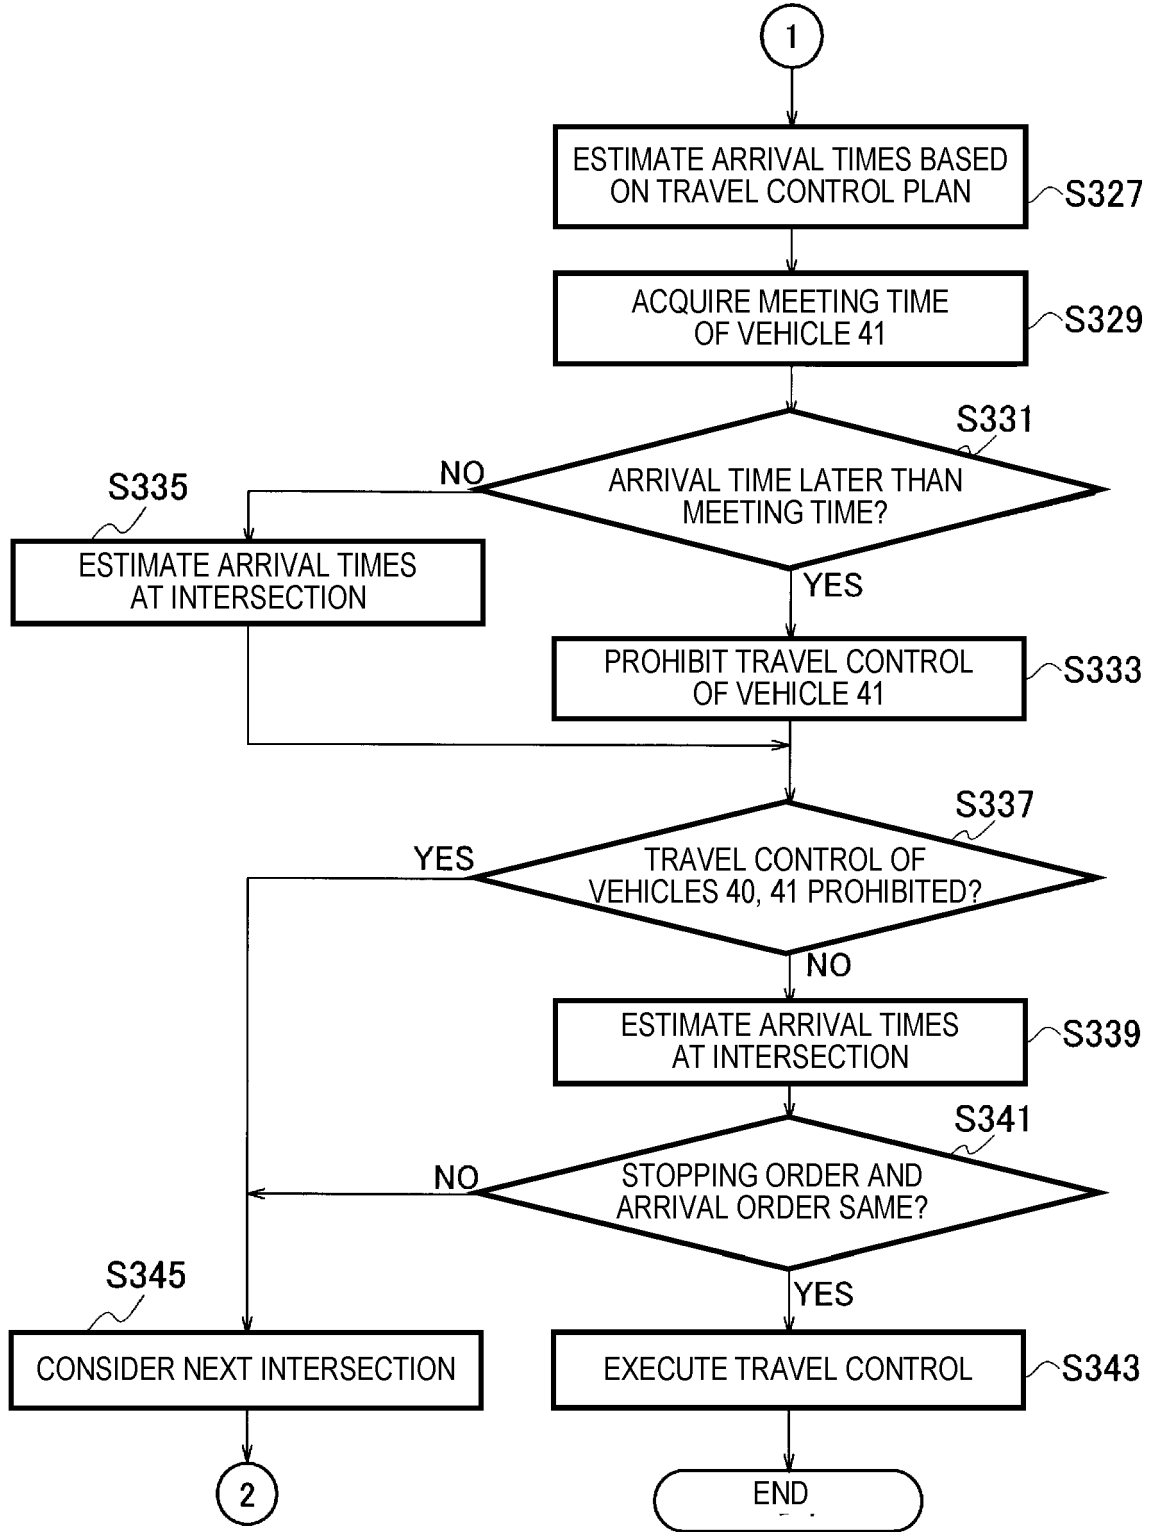 1
ESTIMATE ARRIVAL TIMES BASED
ON TRAVEL CONTROL PLAN
S327
ACQUIRE MEETING TIME
OF VEHICLE 41
S329
S331
ARRIVAL TIME LATER THAN
MEETING TIME?
NO
YES
S335
ESTIMATE ARRIVAL TIMES
AT INTERSECTION
PROHIBIT TRAVEL CONTROL
OF VEHICLE 41
S333
S337
TRAVEL CONTROL OF
VEHICLES 40, 41 PROHIBITED?
YES
NO
ESTIMATE ARRIVAL TIMES
AT INTERSECTION
S339
S341
STOPPING ORDER AND
ARRIVAL ORDER SAME?
NO
YES
S345
CONSIDER NEXT INTERSECTION
EXECUTE TRAVEL CONTROL
S343
2
END